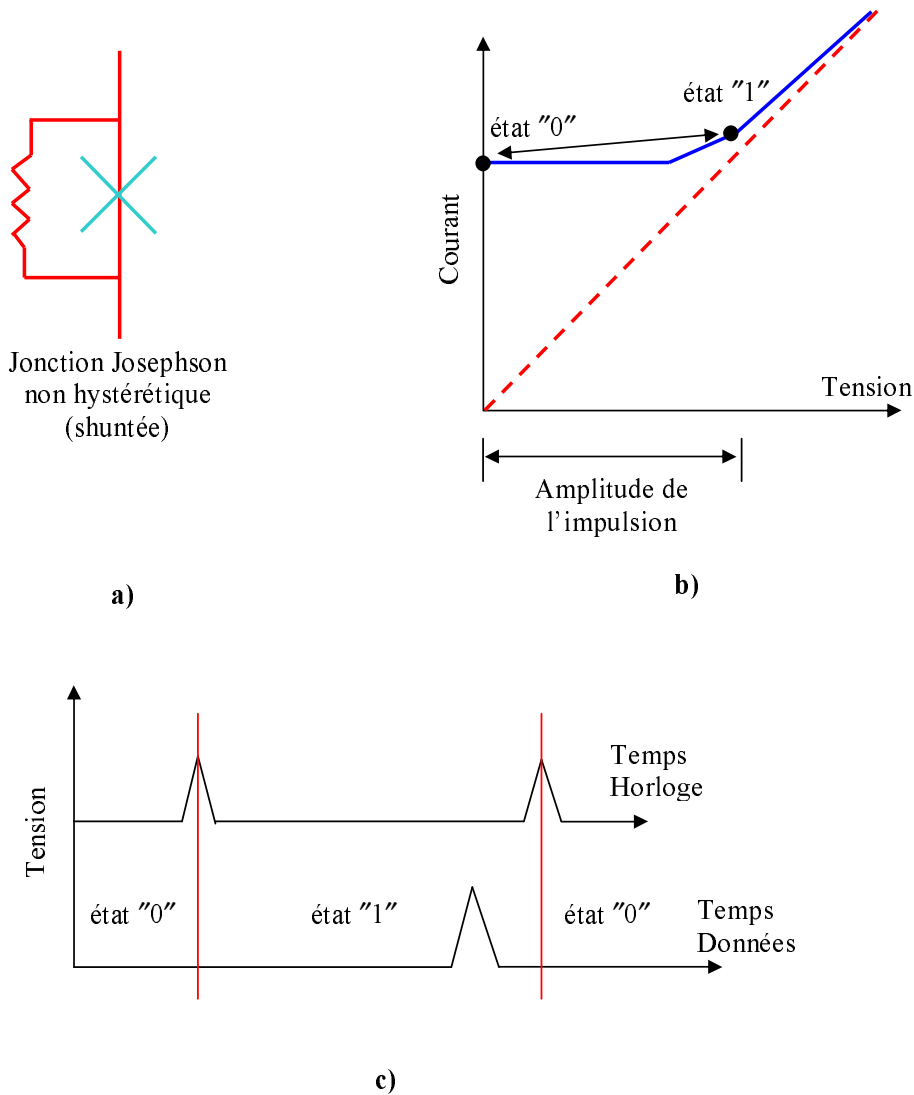 Jonction Josephson
non hystérétique
(shuntée)
a)
état "1"
état "0"
Courant
Tension
Amplitude de
l'impulsion
b)
Temps
Horloge
Tension
état "0"
état "1"
état "0"
Temps
Données
c)